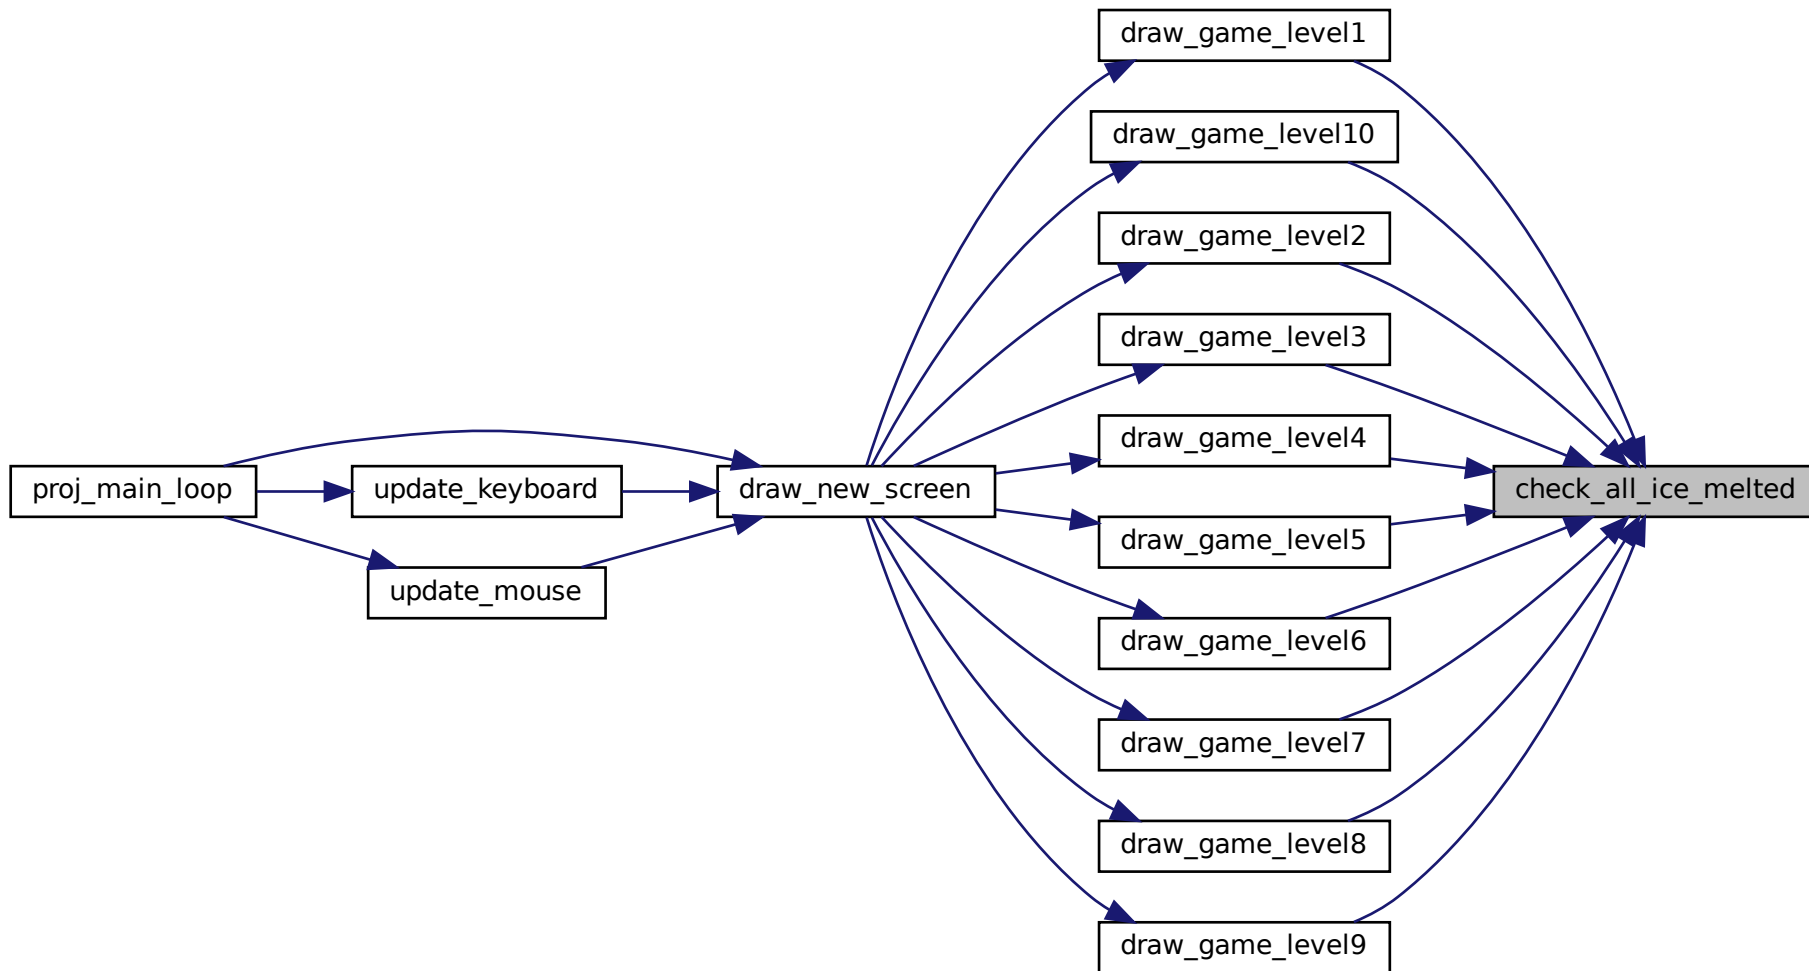 draw_game_level1
draw_game_level10
draw_game_level2
draw_game_level3
draw_game_level4
proj_main_loop
update_keyboard
draw_new_screen
check_all_ice_melted
draw_game_level5
update_mouse
draw_game_level6
draw_game_level7
draw_game_level8
draw_game_level9